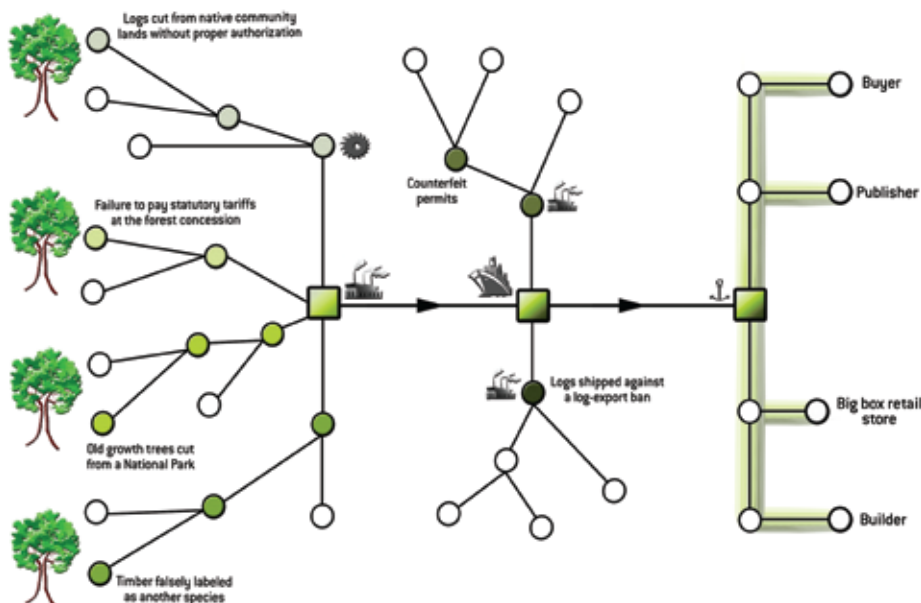 Logs cut from native community
lands without proper authorization
Failure to pay statutory tariffs
at the forest concession
Old growth trees cut
from a National Park
Timber falsely labeled
as another species
Counterfeit
permits
Logs shipped against
a log-export ban
Buyer
Publisher
Big box retail
store
Builder